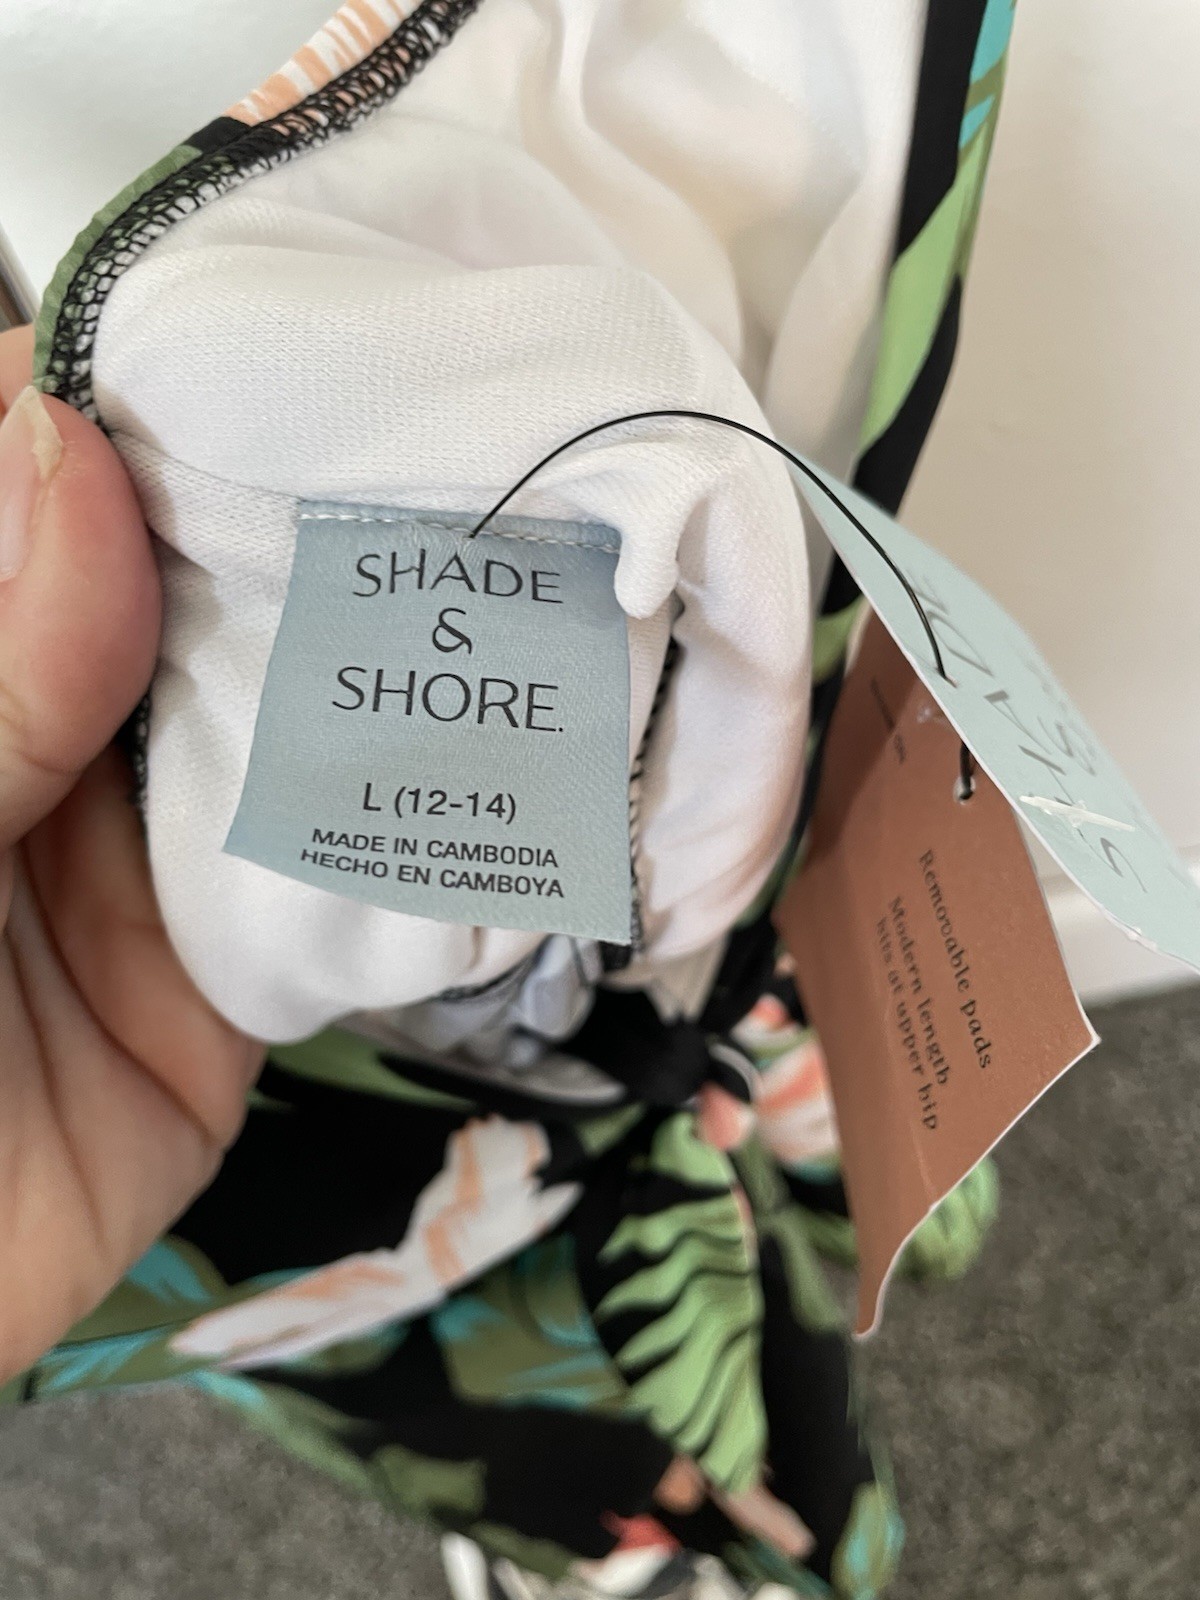 SHADE
&
SHORE.
L (12-14)
MADE IN CAMBODIA
HECHO EN CAMBOYA
Removable pads
Modern length
hits at upper hip